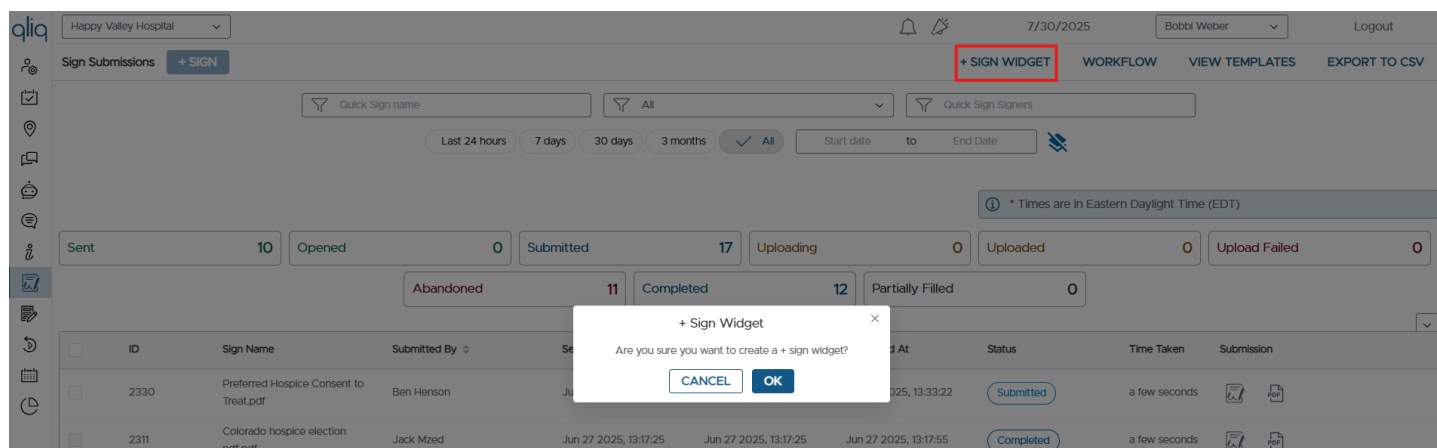 qliq
Happy Valley Hospital
7/30/2025
Bobbi Weber
Logout
Sign Submissions
+ SIGN
+ SIGN WIDGET
WORKFLOW
VIEW TEMPLATES
EXPORT TO CSV
Quick Sign name
All
Quick Sign Signers
Last 24 hours
7 days
30 days
3 months
All
Start date
to
End Date
* Times are in Eastern Daylight Time (EDT)
Sent 10
Opened 0
Submitted 17
Uploading 0
Uploaded 0
Upload Failed 0
Abandoned 11
Completed 12
Partially Filled 0
+ Sign Widget
Are you sure you want to create a + sign widget?
CANCEL
OK
ID
Sign Name
Submitted By
Se
d At
Status
Time Taken
Submission
2330
Preferred Hospice Consent to
Treat.pdf
Ben Henson
Ju
025, 13:33:22
Submitted
a few seconds
PDF
2311
Colorado hospice election
pdf.pdf
Jack Mzed
Jun 27 2025, 13:17:25
Jun 27 2025, 13:17:25
Jun 27 2025, 13:17:55
Completed
a few seconds
PDF